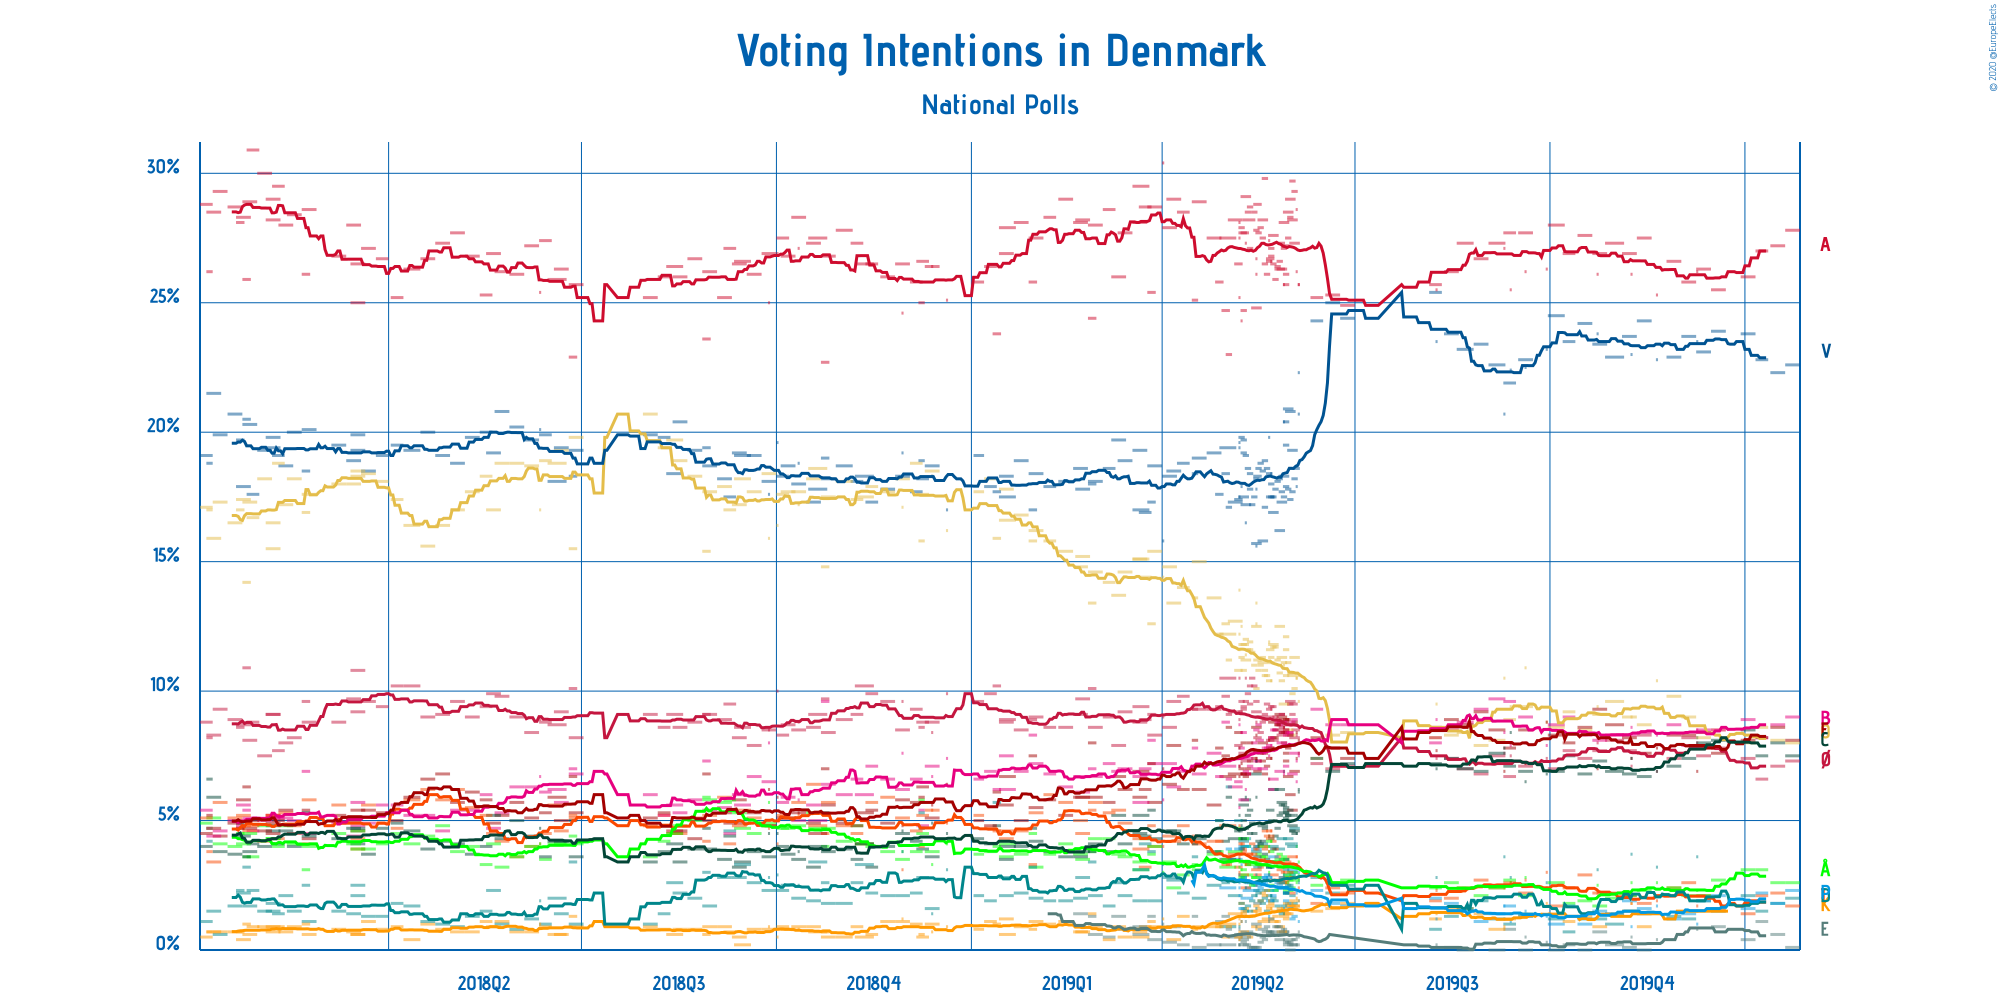 © 2020 @EuropeElects
Voting Intentions in Denmark
National Polls
30%
25%
20%
15%
10%
5%
0%
A
V
B
C
Ø
Å
K
E
2018Q2
2018Q3
2018Q4
2019Q1
2019Q2
2019Q3
2019Q4